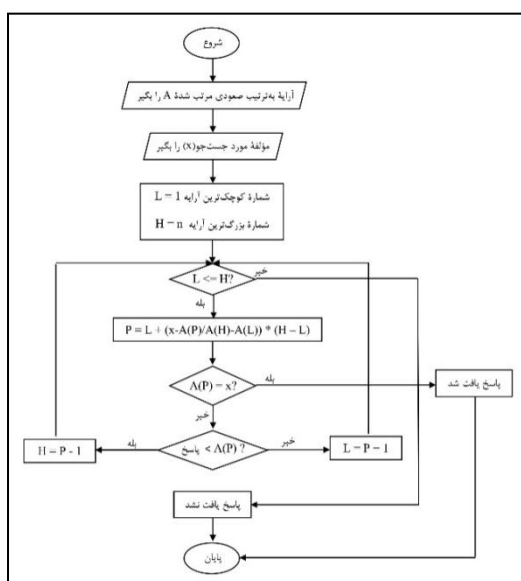 شروع
آرایهٔ به‌ترتیب صعودی مرتب شدهٔ A را بگیر
مؤلفهٔ مورد جست‌جو(x) را بگیر
شمارهٔ کوچک‌ترین آرایه L = 1
شمارهٔ بزرگ‌ترین آرایه H = n
L <= H?
خیر
بله
P = L + (x-A(P)/A(H)-A(L)) * (H – L)
A(P) = x?
بله
پاسخ یافت شد
خیر
پاسخ < A(P) ?
بله
خیر
H = P - 1
L = P – 1
پاسخ یافت نشد
پایان